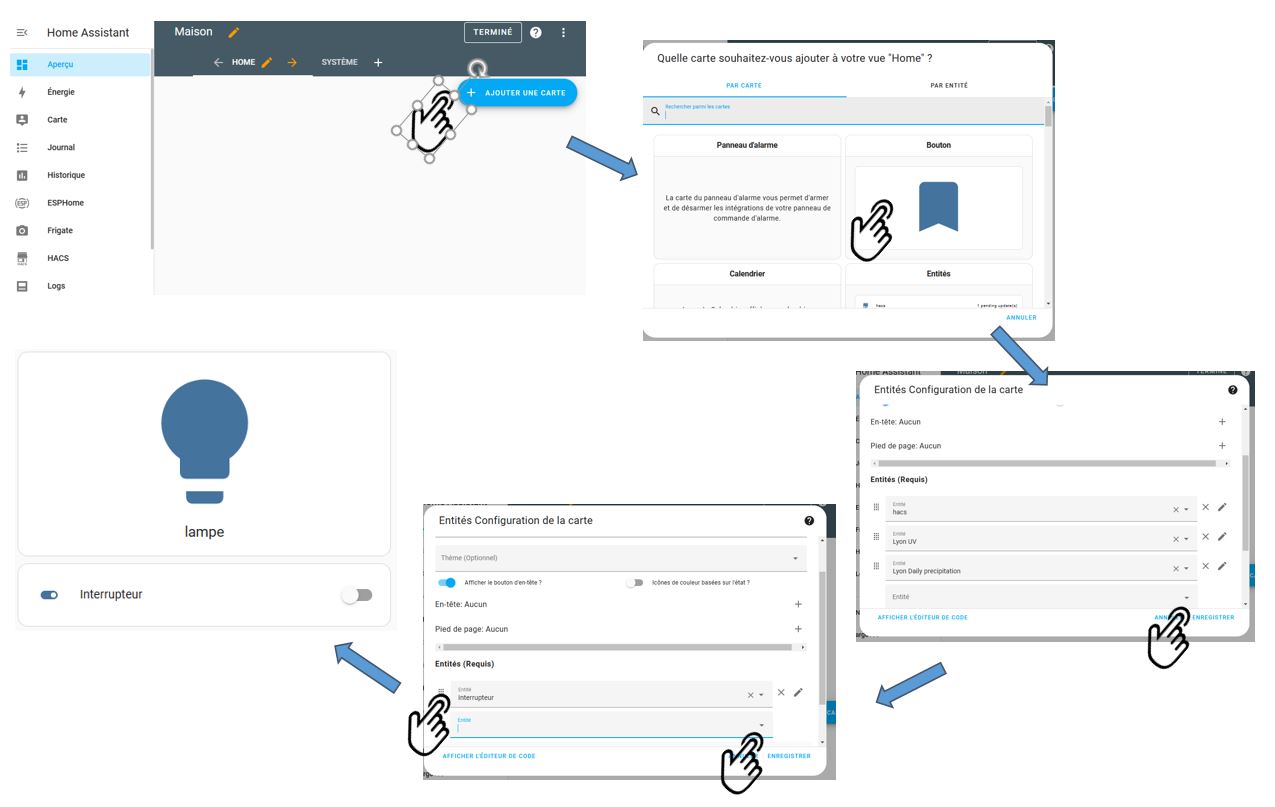 Home Assistant
Aperçu
Énergie
Carte
Journal
Historique
ESPHome
Frigate
HACS
Logs
Maison
TERMINÉ
HOME
SYSTÈME
AJOUTER UNE CARTE
Quelle carte souhaitez-vous ajouter à votre vue "Home" ?
PAR CARTE
PAR ENTITÉ
Rechercher parmi les cartes
Panneau d'alarme
La carte du panneau d'alarme vous permet d'armer
et de désarmer les intégrations de votre panneau de
commande d'alarme.
Bouton
Calendrier
Entités
hacs
1 pending update(s)
ANNULER
Entités Configuration de la carte
En-tête: Aucun
Pied de page: Aucun
Entités (Requis)
Entité
hacs
Entité
Lyon UV
Entité
Lyon Daily precipitation
Entité
AFFICHER L'ÉDITEUR DE CODE
ENREGISTRER
Entités Configuration de la carte
Thème (Optionnel)
Afficher le bouton d'en-tête ?
Icônes de couleur basées sur l'état ?
En-tête: Aucun
Pied de page: Aucun
Entités (Requis)
Entité
Interrupteur
Entité
AFFICHER L'ÉDITEUR DE CODE
ENREGISTRER
lampe
Interrupteur